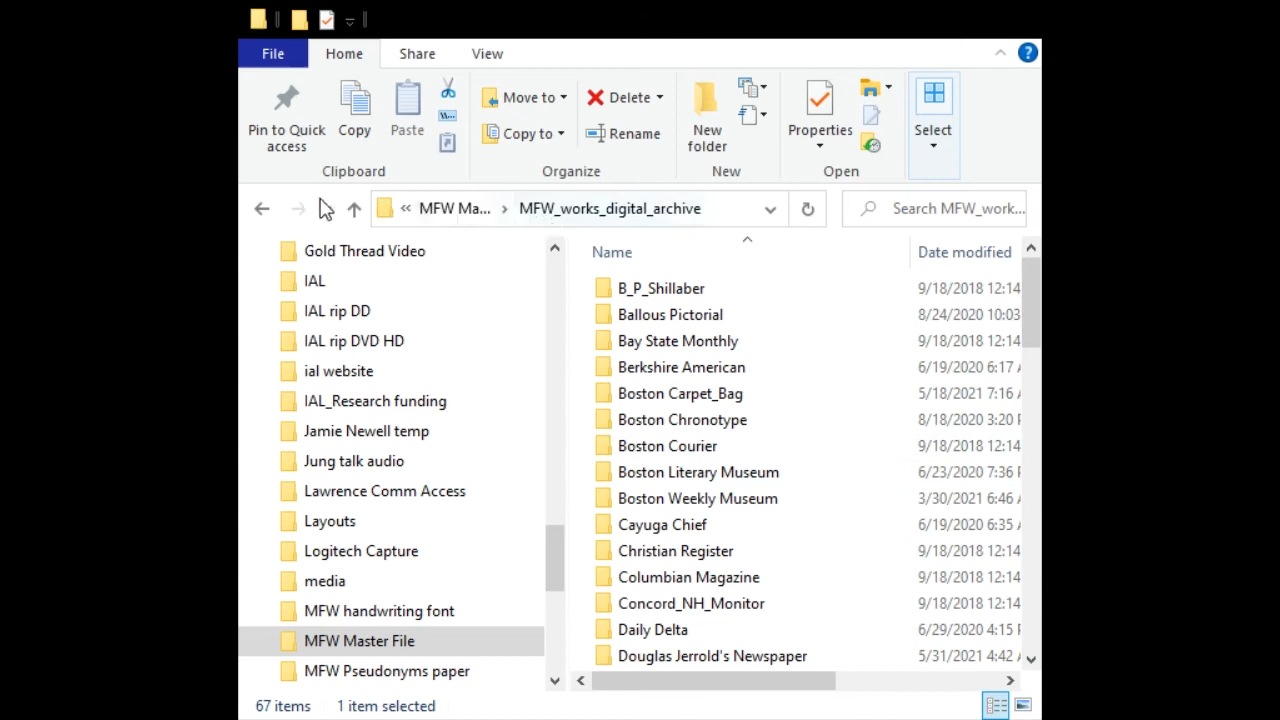 File Home Share View
Pin to Quick access
Copy
Paste
Move to
Copy to
Delete
Rename
New folder
Properties
Select
Clipboard Organize New Open
« MFW Ma... › MFW_works_digital_archive
Search MFW_work...
Gold Thread Video
IAL
IAL rip DD
IAL rip DVD HD
ial website
IAL_Research funding
Jamie Newell temp
Jung talk audio
Lawrence Comm Access
Layouts
Logitech Capture
media
MFW handwriting font
MFW Master File
MFW Pseudonyms paper
Name Date modified
B_P_Shillaber 9/18/2018 12:14
Ballous Pictorial 8/24/2020 10:03
Bay State Monthly 9/18/2018 12:14
Berkshire American 6/19/2020 6:17
Boston Carpet_Bag 5/18/2021 7:16
Boston Chronotype 8/18/2020 3:20
Boston Courier 9/18/2018 12:14
Boston Literary Museum 6/23/2020 7:36
Boston Weekly Museum 3/30/2021 6:46
Cayuga Chief 6/19/2020 6:35
Christian Register 9/18/2018 12:14
Columbian Magazine 9/18/2018 12:14
Concord_NH_Monitor 9/18/2018 12:14
Daily Delta 6/29/2020 4:15
Douglas Jerrold's Newspaper 5/31/2021 4:42
67 items 1 item selected